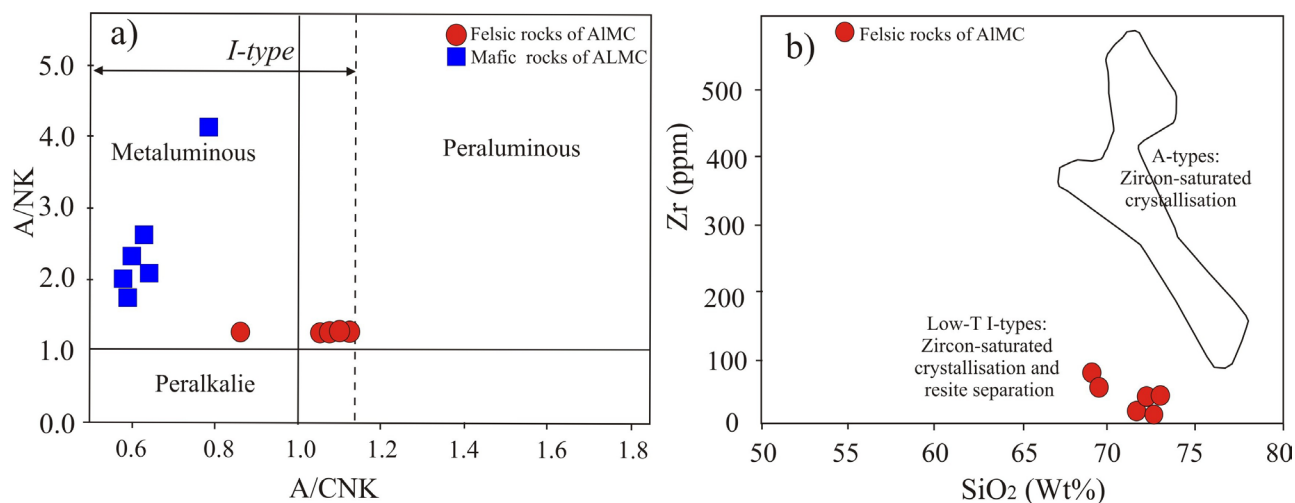 a)
I-type
Felsic rocks of AlMC
Mafic rocks of ALMC
5.0
4.0
3.0
2.0
1.0
0.0
A/NK
Metaluminous
Peraluminous
Peralkalie
0.6
0.8
1.0
1.2
1.4
1.6
1.8
A/CNK
b)
Felsic rocks of AlMC
500
400
300
200
100
0
Zr (ppm)
A-types:
Zircon-saturated
crystallisation
Low-T I-types:
Zircon-saturated
crystallisation and
resite separation
50
55
60
65
70
75
80
SiO₂ (Wt%)